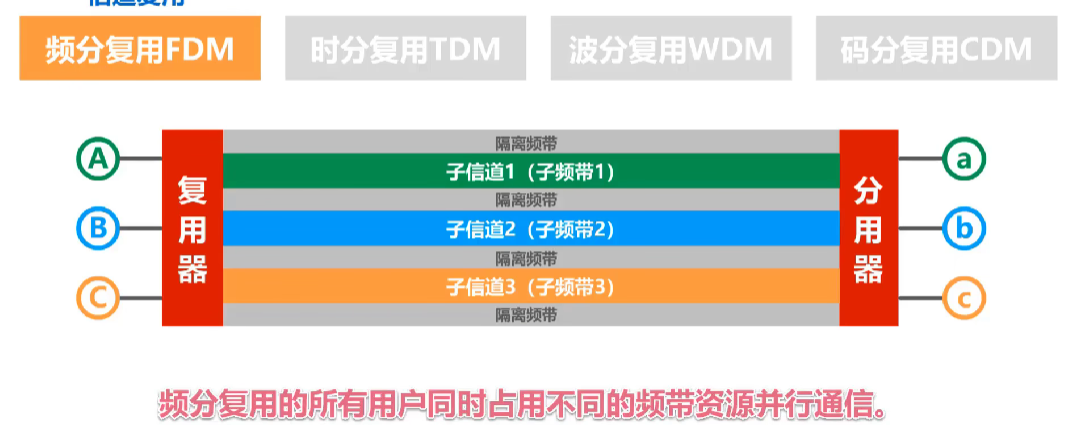 频分复用FDM
时分复用TDM
波分复用WDM
码分复用CDM
隔离频带
A
子信道1（子频带1）
a
隔离频带
复用器
B
子信道2（子频带2）
b
分用器
隔离频带
C
子信道3（子频带3）
c
隔离频带
频分复用的所有用户同时占用不同的频带资源并行通信。